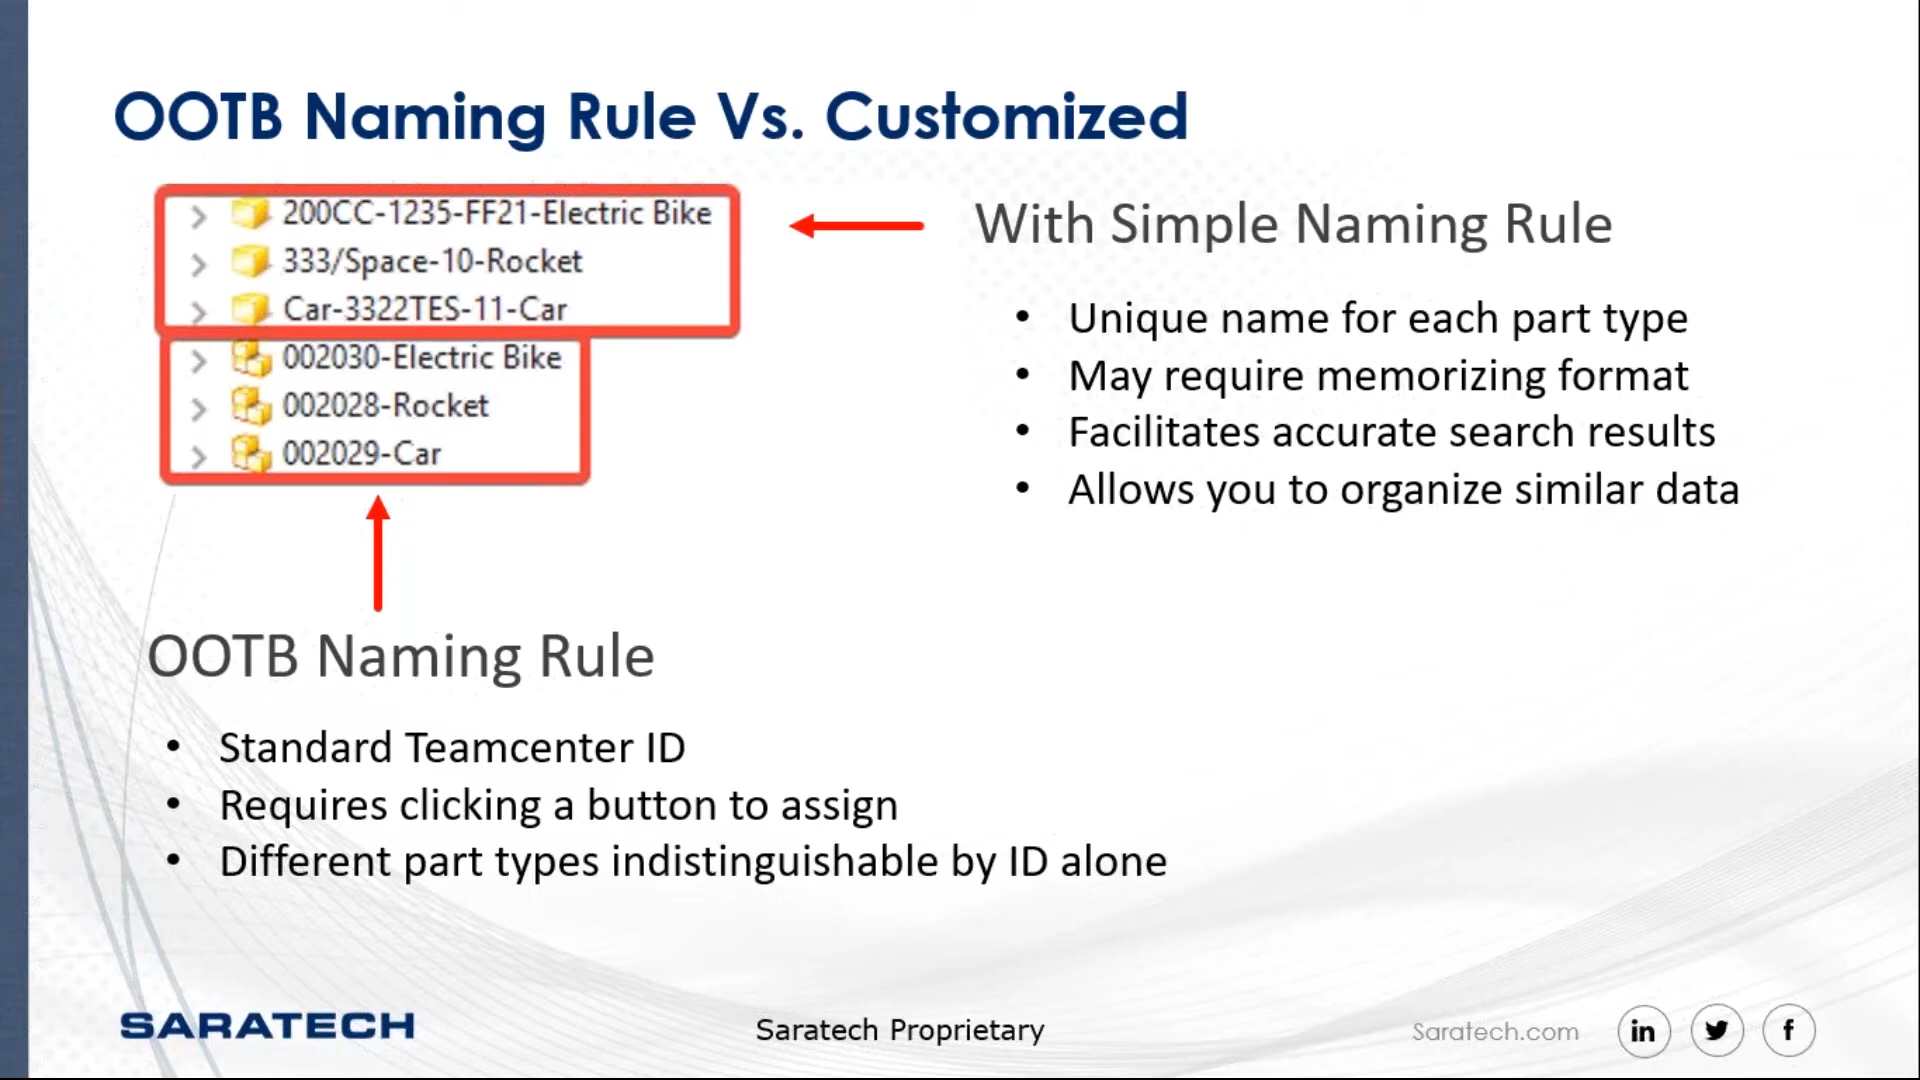 OOTB Naming Rule Vs. Customized
200CC-1235-FF21-Electric Bike
333/Space-10-Rocket
Car-3322TES-11-Car
002030-Electric Bike
002028-Rocket
002029-Car
With Simple Naming Rule
• Unique name for each part type
• May require memorizing format
• Facilitates accurate search results
• Allows you to organize similar data
OOTB Naming Rule
• Standard Teamcenter ID
• Requires clicking a button to assign
• Different part types indistinguishable by ID alone
SARATECH
Saratech Proprietary
Saratech.com
in
f